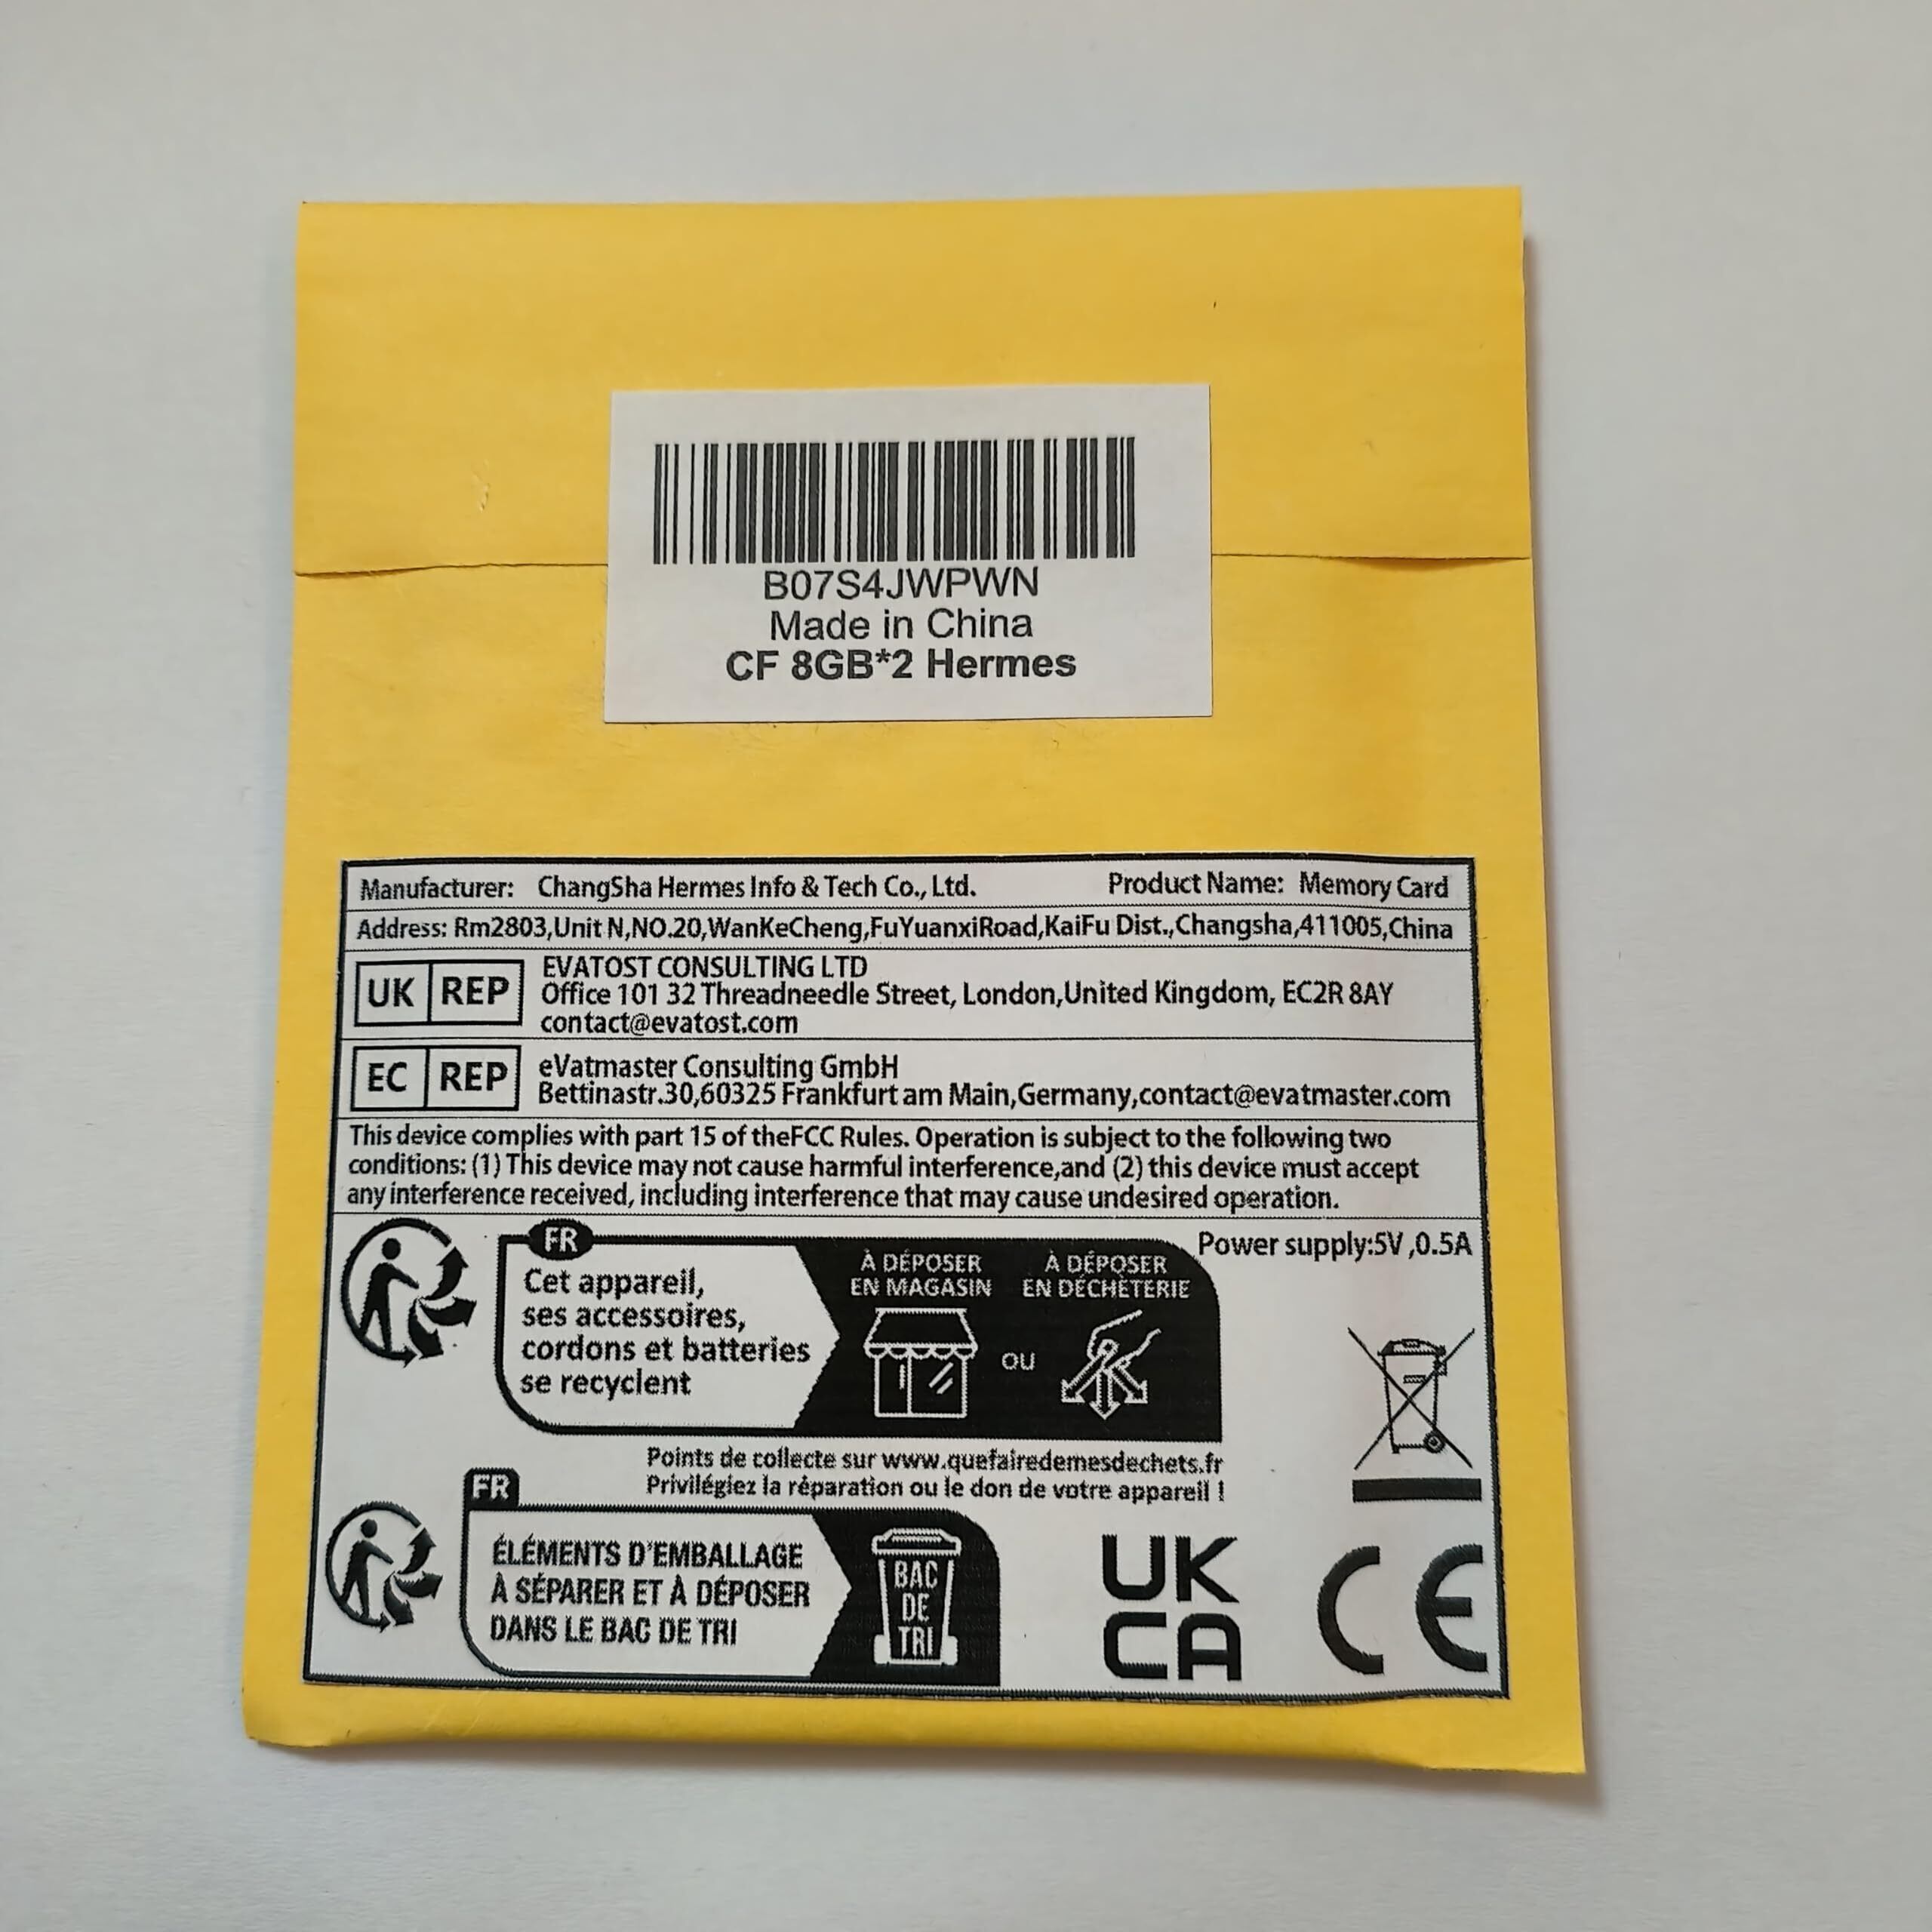 B07S4JWPWN
Made in China
CF 8GB*2 Hermes
Manufacturer: ChangSha Hermes Info & Tech Co., Ltd. Product Name: Memory Card
Address: Rm2803,Unit N,NO.20,WanKeCheng,FuYuanxiRoad,KaiFu Dist.,Changsha,411005,China
UK REP
EVATOST CONSULTING LTD
Office 101 32 Threadneedle Street, London,United Kingdom, EC2R 8AY
contact@evatost.com
EC REP
eVatmaster Consulting GmbH
Bettinastr.30,60325 Frankfurt am Main,Germany,contact@evatmaster.com
This device complies with part 15 of theFCC Rules. Operation is subject to the following two
conditions: (1) This device may not cause harmful interference,and (2) this device must accept
any interference received, including interference that may cause undesired operation.
FR
Cet appareil,
ses accessoires,
cordons et batteries
se recyclent
À DÉPOSER
EN MAGASIN
OU
À DÉPOSER
EN DÉCHÈTERIE
Power supply:5V ,0.5A
Points de collecte sur www.quefairedemesdechets.fr
Privilégiez la réparation ou le don de votre appareil !
FR
ÉLÉMENTS D'EMBALLAGE
À SÉPARER ET À DÉPOSER
DANS LE BAC DE TRI
BAC
DE
TRI
UK
CA
CE